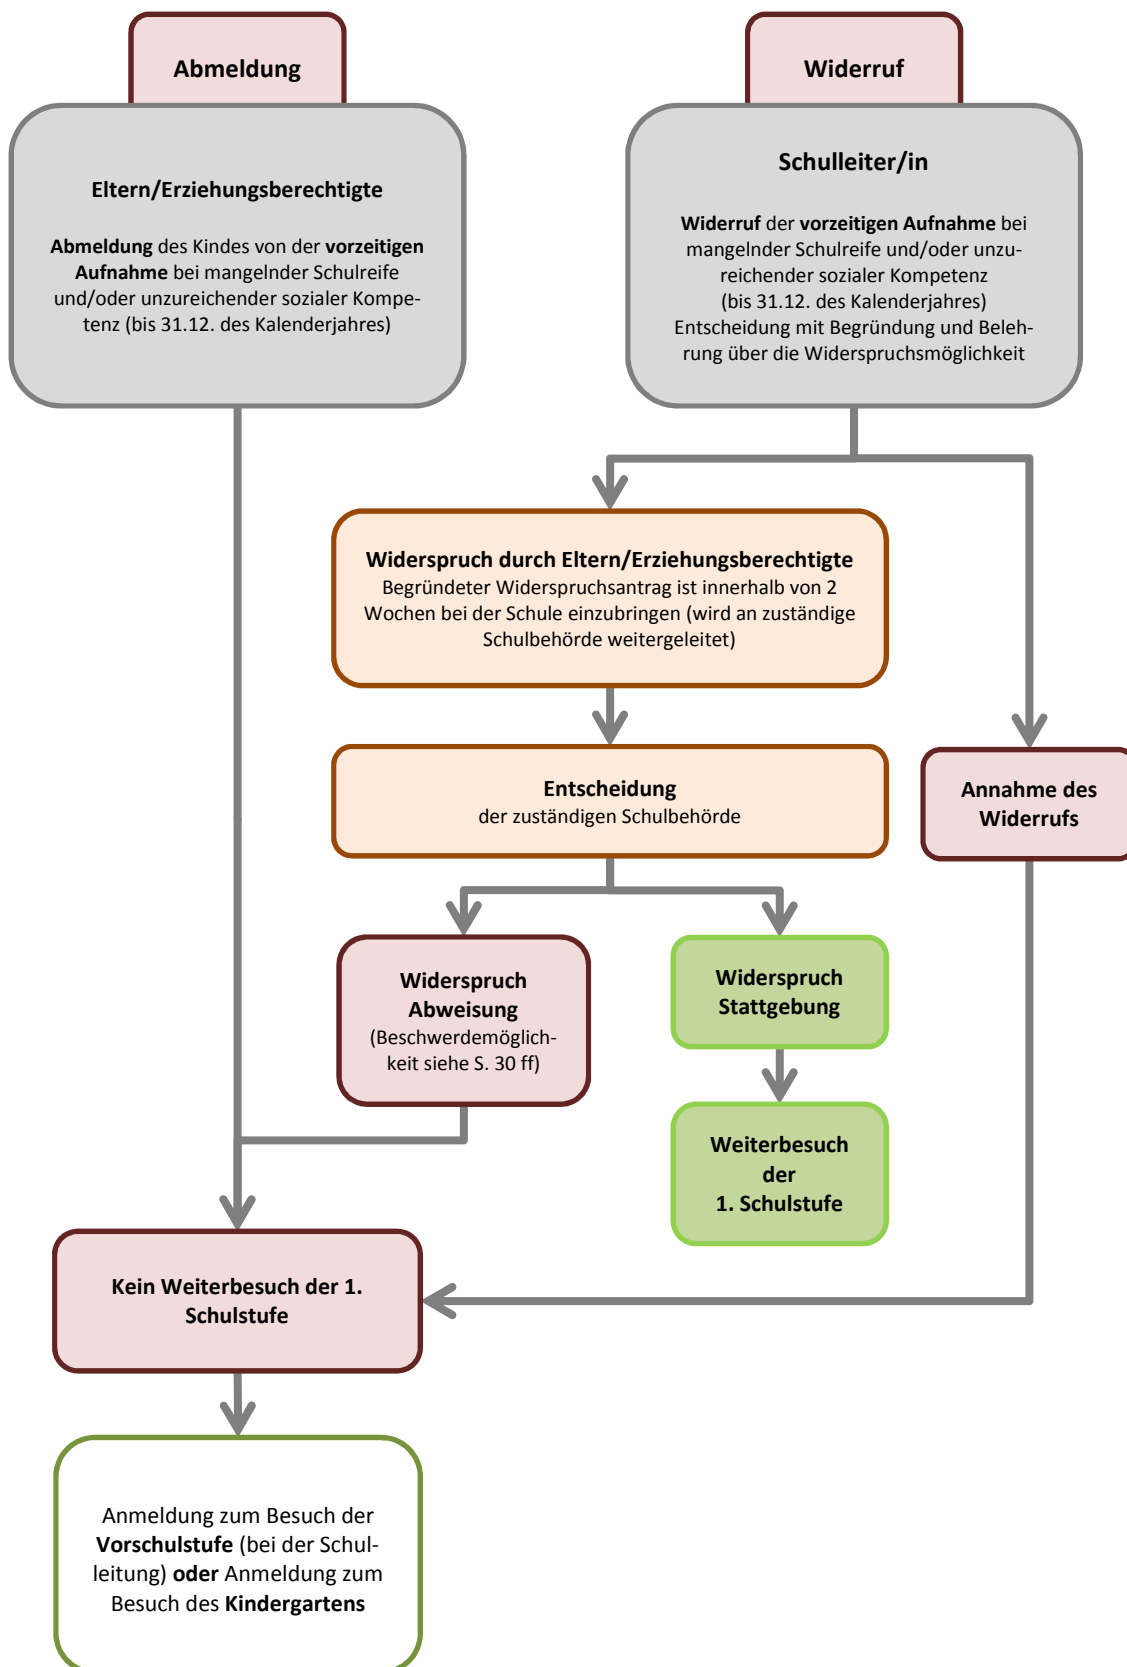 Abmeldung
Eltern/Erziehungsberechtigte
Abmeldung des Kindes von der vorzeitigen
Aufnahme bei mangelnder Schulreife
und/oder unzureichender sozialer Kompe-
tenz (bis 31.12. des Kalenderjahres)
Widerruf
Schulleiter/in
Widerruf der vorzeitigen Aufnahme bei
mangelnder Schulreife und/oder unzu-
reichender sozialer Kompetenz
(bis 31.12. des Kalenderjahres)
Entscheidung mit Begründung und Beleh-
rung über die Widerspruchsmöglichkeit
Widerspruch durch Eltern/Erziehungsberechtigte
Begründeter Widerspruchsantrag ist innerhalb von 2
Wochen bei der Schule einzubringen (wird an zuständige
Schulbehörde weitergeleitet)
Entscheidung
der zuständigen Schulbehörde
Annahme des
Widerrufs
Widerspruch
Abweisung
(Beschwerdemöglich-
keit siehe S. 30 ff)
Widerspruch
Stattgebung
Weiterbesuch
der
1. Schulstufe
Kein Weiterbesuch der 1.
Schulstufe
Anmeldung zum Besuch der
Vorschulstufe (bei der Schul-
leitung) oder Anmeldung zum
Besuch des Kindergartens